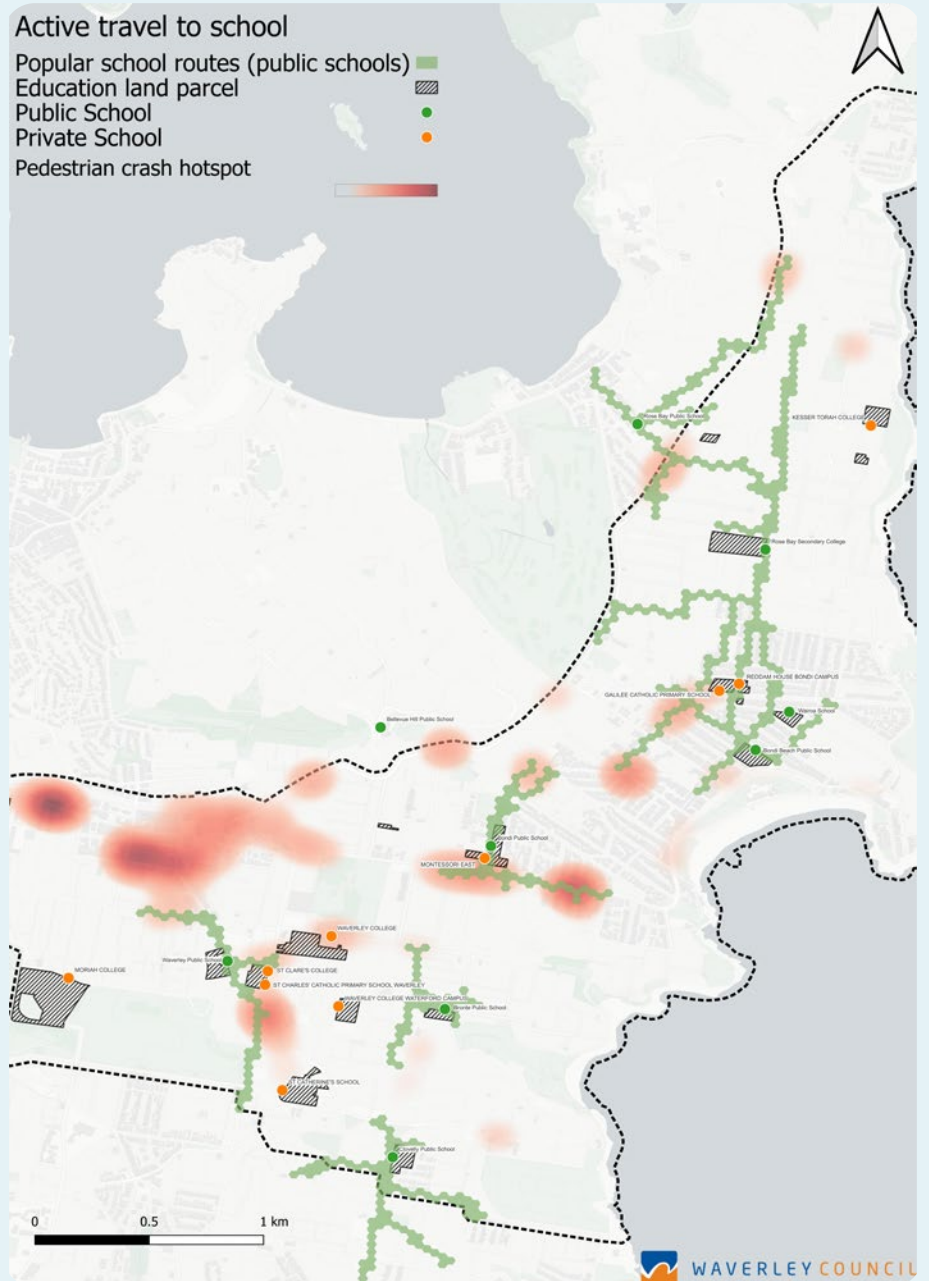 Active travel to school
Popular school routes (public schools)
Education land parcel
Public School
Private School
Pedestrian crash hotspot
Rose Bay Public School
KESSER TORAH COLLEGE
Rose Bay Secondary College
REDDAM HOUSE BONDI CAMPUS
GALILEE CATHOLIC PRIMARY SCHOOL
Bellevue Hill Public School
Bondi Beach Public School
Bondi Public School
MONTESSORI EAST
WAVERLEY COLLEGE
Waverley Public School
ST CLARE'S COLLEGE
MORIAH COLLEGE
ST CHARLES' CATHOLIC PRIMARY SCHOOL WAVERLEY
WAVERLEY COLLEGE WATERFORD CAMPUS
Bronte Public School
ST CATHERINE'S SCHOOL
Clovelly Public School
0 0.5 1 km
WAVERLEY COUNCIL